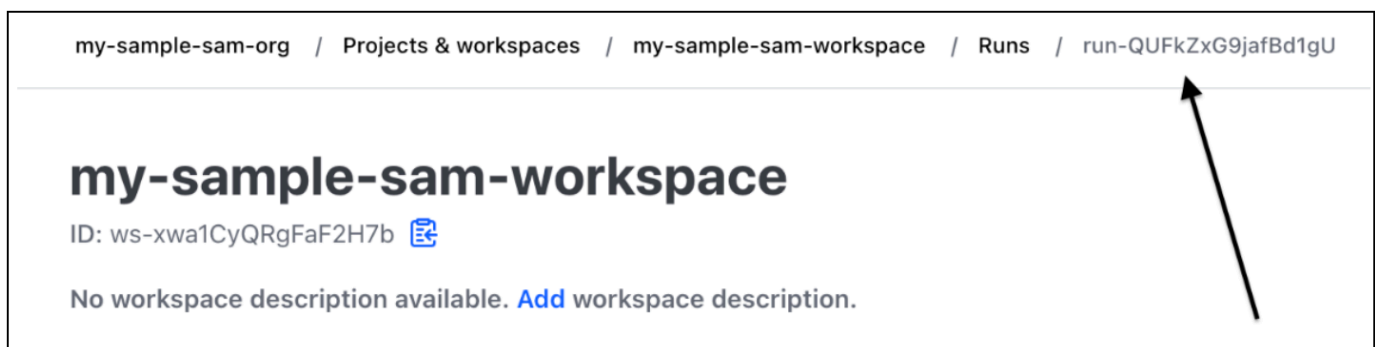 my-sample-sam-org / Projects & workspaces / my-sample-sam-workspace / Runs / run-QUFkZxG9jafBd1gU
my-sample-sam-workspace
ID: ws-xwa1CyQRgFaF2H7b
No workspace description available. Add workspace description.